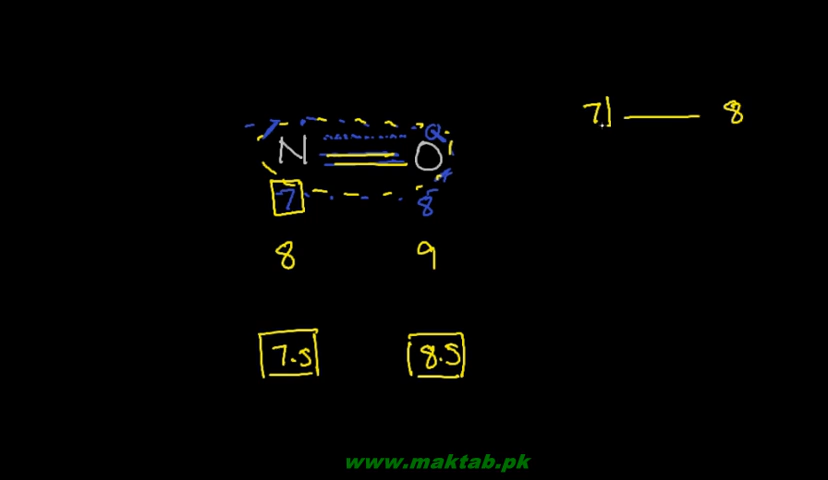 7.] —— 8
N O
7 8
8 9
7.5 8.5
www.maktab.pk